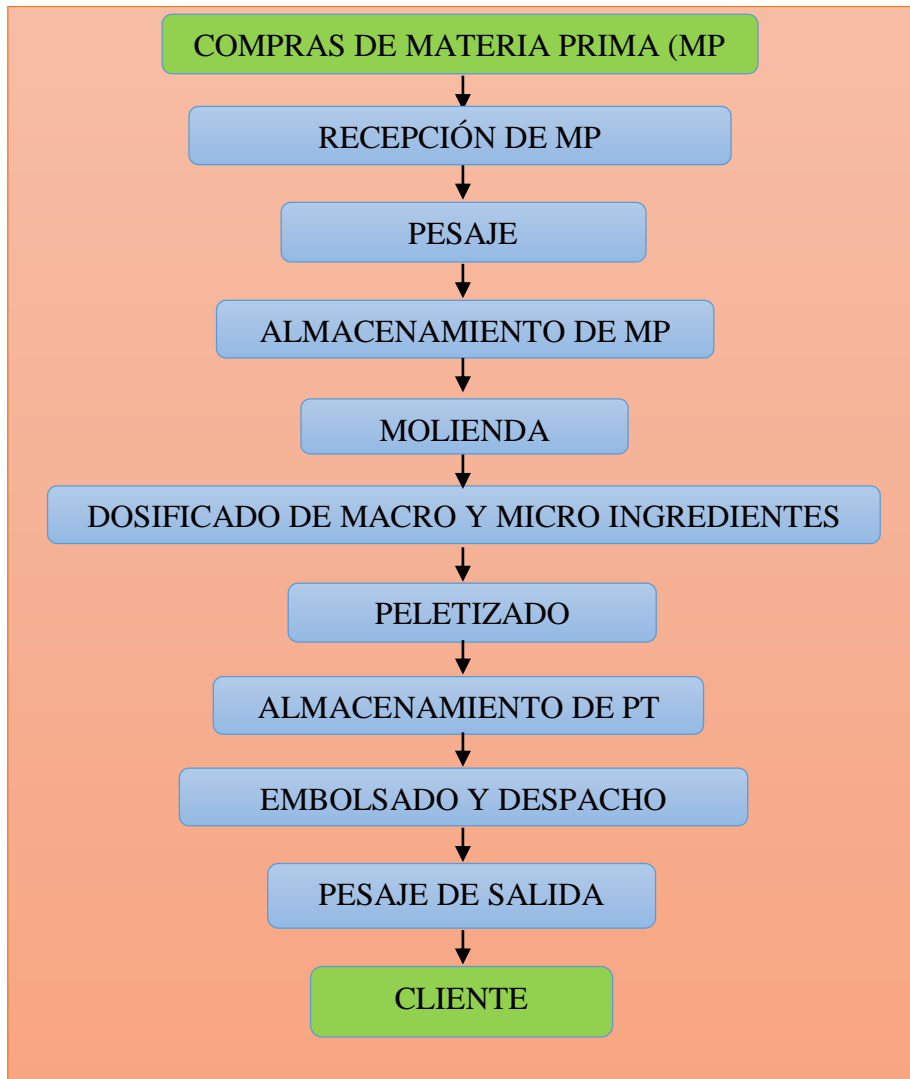 COMPRAS DE MATERIA PRIMA (MP
RECEPCIÓN DE MP
PESAJE
ALMACENAMIENTO DE MP
MOLIENDA
DOSIFICADO DE MACRO Y MICRO INGREDIENTES
PELETIZADO
ALMACENAMIENTO DE PT
EMBOLSADO Y DESPACHO
PESAJE DE SALIDA
CLIENTE